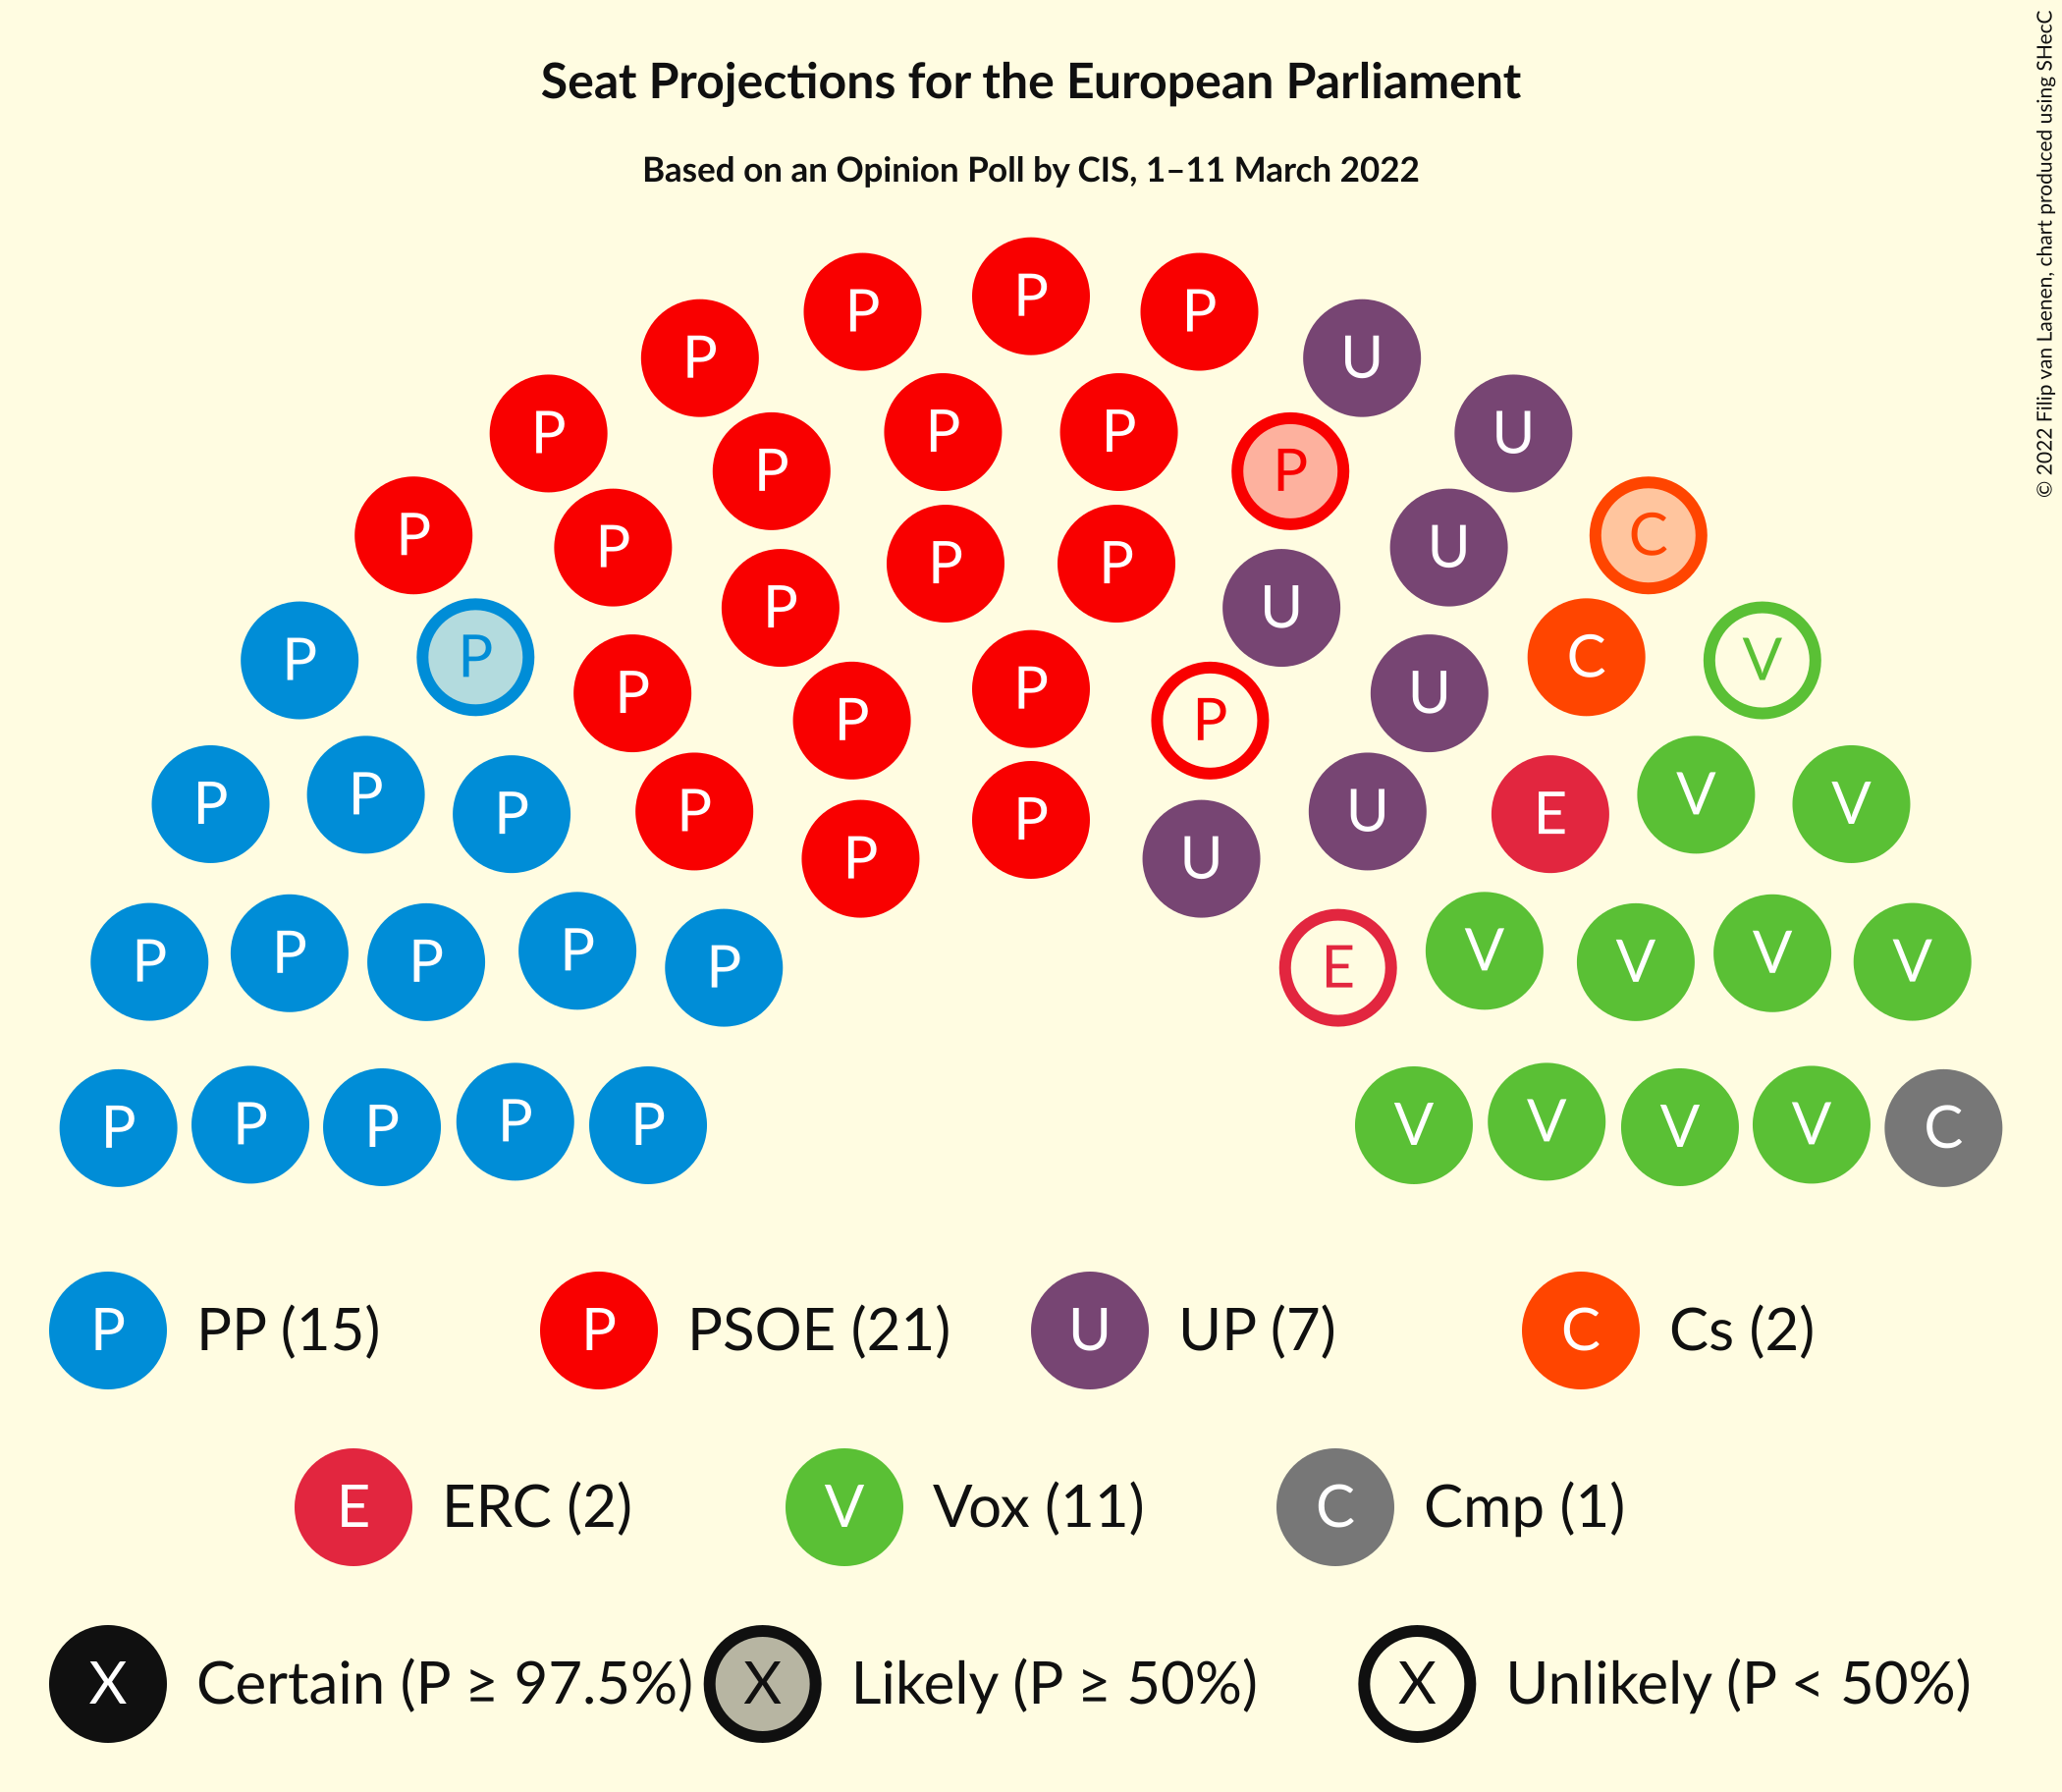 Seat Projections for the European Parliament
Based on an Opinion Poll by CIS, 1–11 March 2022
© 2022 Filip van Laenen, chart produced using SHecC
P
P P
P P
U U
P P P P U
P P P U C
P P P U
P P P U C V
P P P P U
P P P P P U E V V
P P U
P P P P P E V V V V
P P P P P V V V V C
P PP (15) P PSOE (21) U UP (7) C Cs (2)
E ERC (2) V Vox (11) C Cmp (1)
X Certain (P ≥ 97.5%) X Likely (P ≥ 50%) X Unlikely (P < 50%)